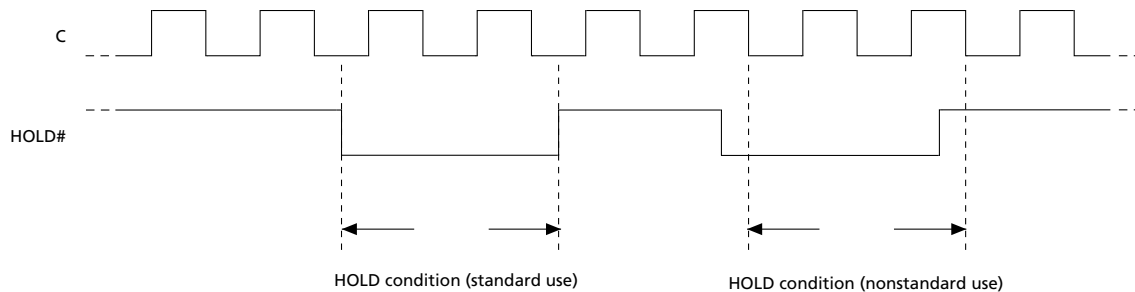 C
HOLD#
HOLD condition (standard use)
HOLD condition (nonstandard use)